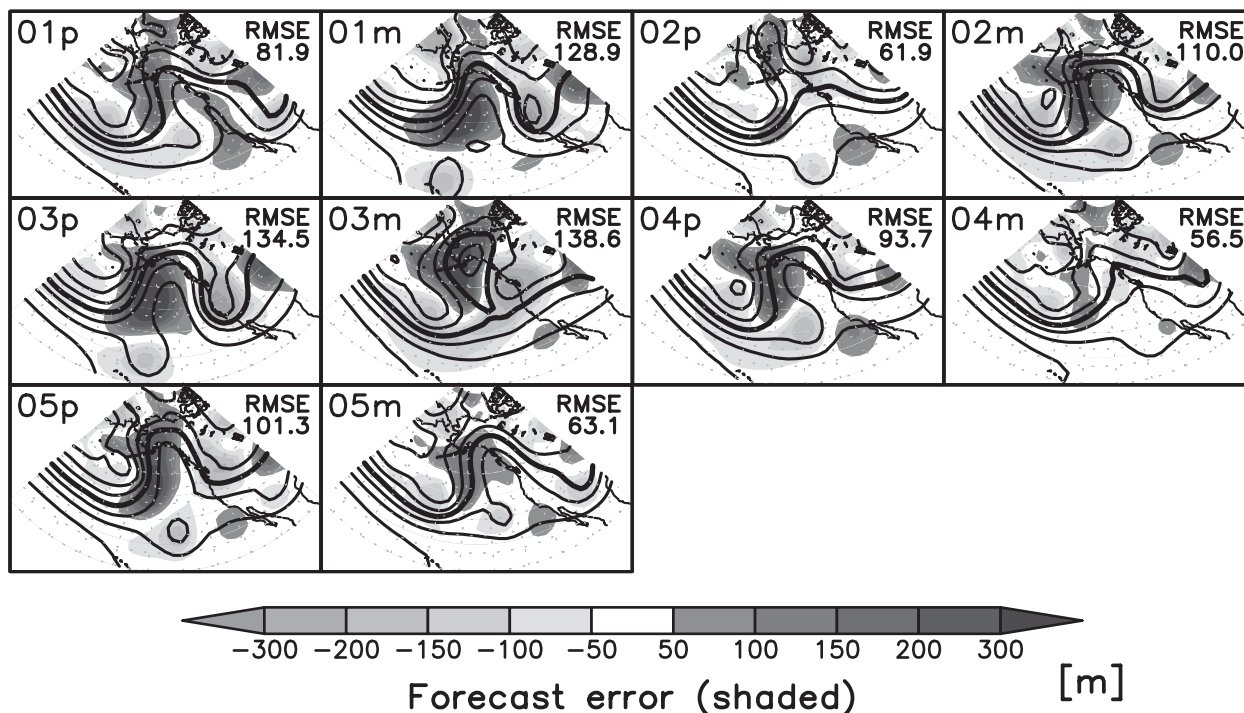 01p RMSE 81.9
01m RMSE 128.9
02p RMSE 61.9
02m RMSE 110.0
03p RMSE 134.5
03m RMSE 138.6
04p RMSE 93.7
04m RMSE 56.5
05p RMSE 101.3
05m RMSE 63.1
-300 -200 -150 -100 -50 50 100 150 200 300
[m]
Forecast error (shaded)